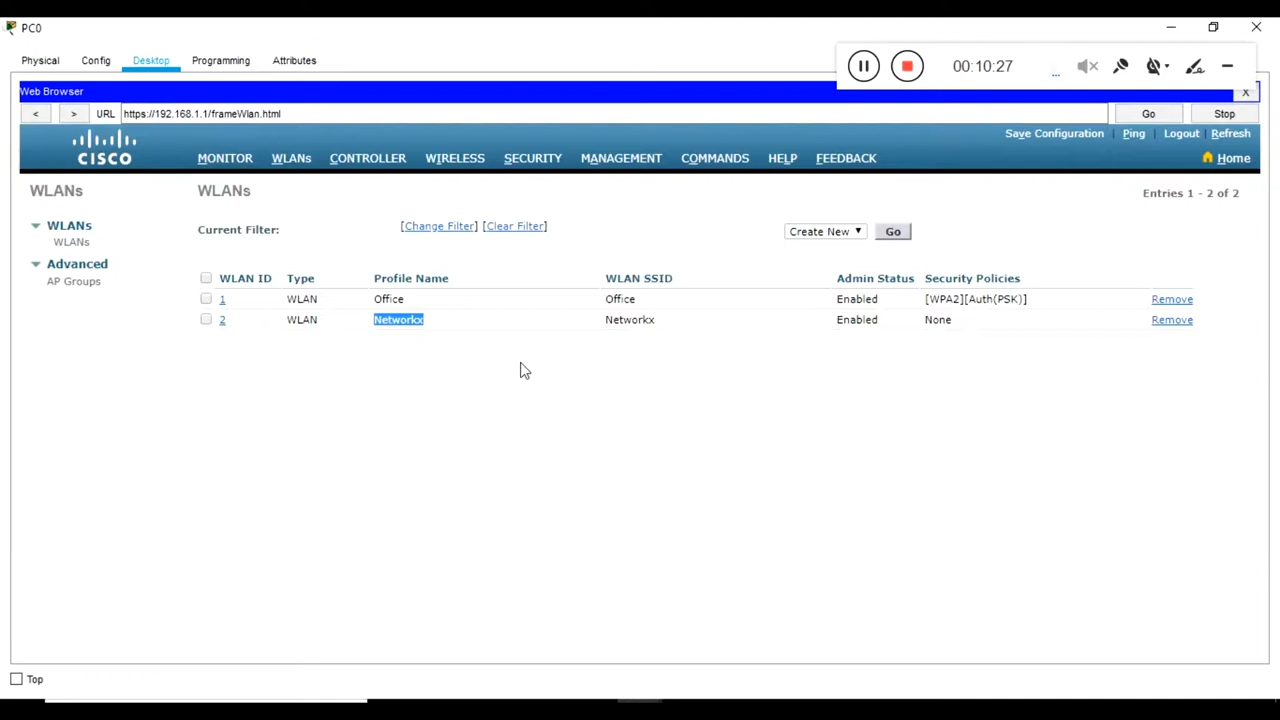 PC0
Physical Config Desktop Programming Attributes
00:10:27
Web Browser X
< > URL https://192.168.1.1/frameWlan.html Go Stop
Save Configuration Ping Logout Refresh
CISCO MONITOR WLANs CONTROLLER WIRELESS SECURITY MANAGEMENT COMMANDS HELP FEEDBACK Home
WLANs WLANs Entries 1 - 2 of 2
WLANs
WLANs
Advanced
AP Groups
Current Filter: [Change Filter] [Clear Filter] Create New Go
WLAN ID Type Profile Name WLAN SSID Admin Status Security Policies
1 WLAN Office Office Enabled [WPA2][Auth(PSK)] Remove
2 WLAN Networkx Networkx Enabled None Remove
Top